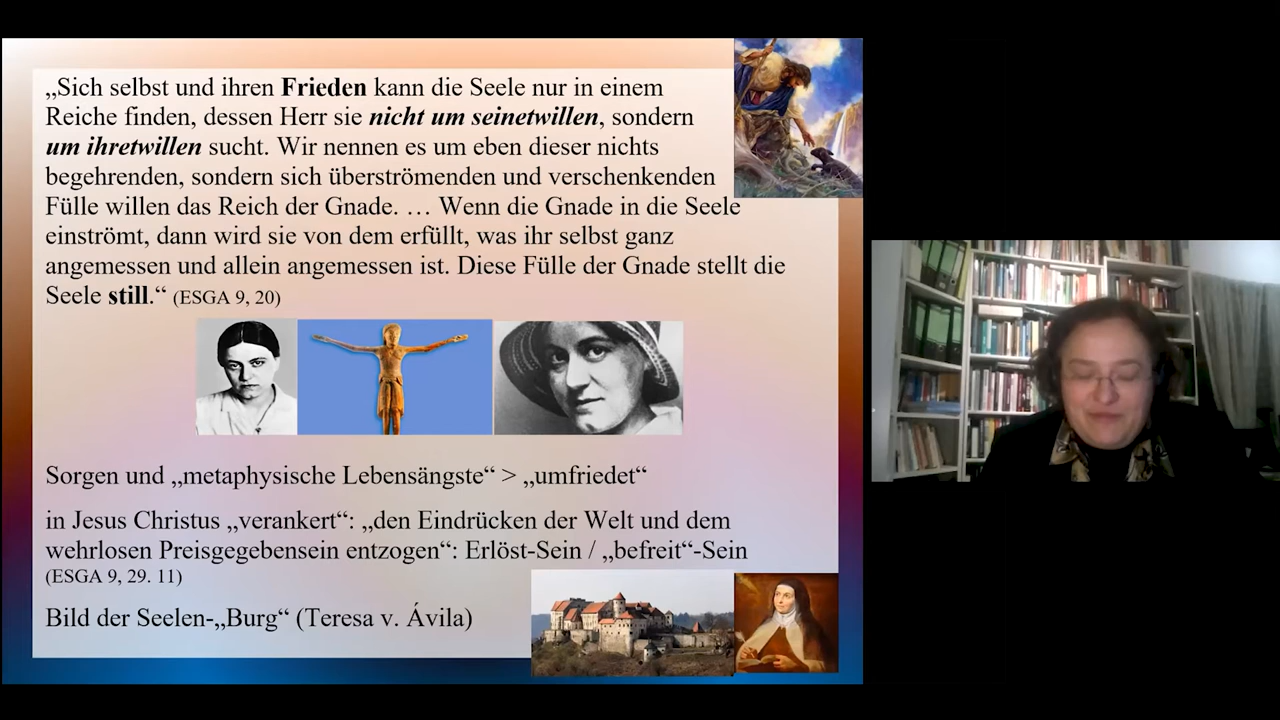 „Sich selbst und ihren Frieden kann die Seele nur in einem
Reiche finden, dessen Herr sie nicht um seinetwillen, sondern
um ihretwillen sucht. Wir nennen es um eben dieser nichts
begehrenden, sondern sich überströmenden und verschenkenden
Fülle willen das Reich der Gnade. … Wenn die Gnade in die Seele
einströmt, dann wird sie von dem erfüllt, was ihr selbst ganz
angemessen und allein angemessen ist. Diese Fülle der Gnade stellt die
Seele still.“ (ESGA 9, 20)
Sorgen und „metaphysische Lebensängste“ > „umfriedet“
in Jesus Christus „verankert“: „den Eindrücken der Welt und dem
wehrlosen Preisgegebensein entzogen“: Erlöst-Sein / „befreit“-Sein
(ESGA 9, 29. 11)
Bild der Seelen-„Burg“ (Teresa v. Ávila)